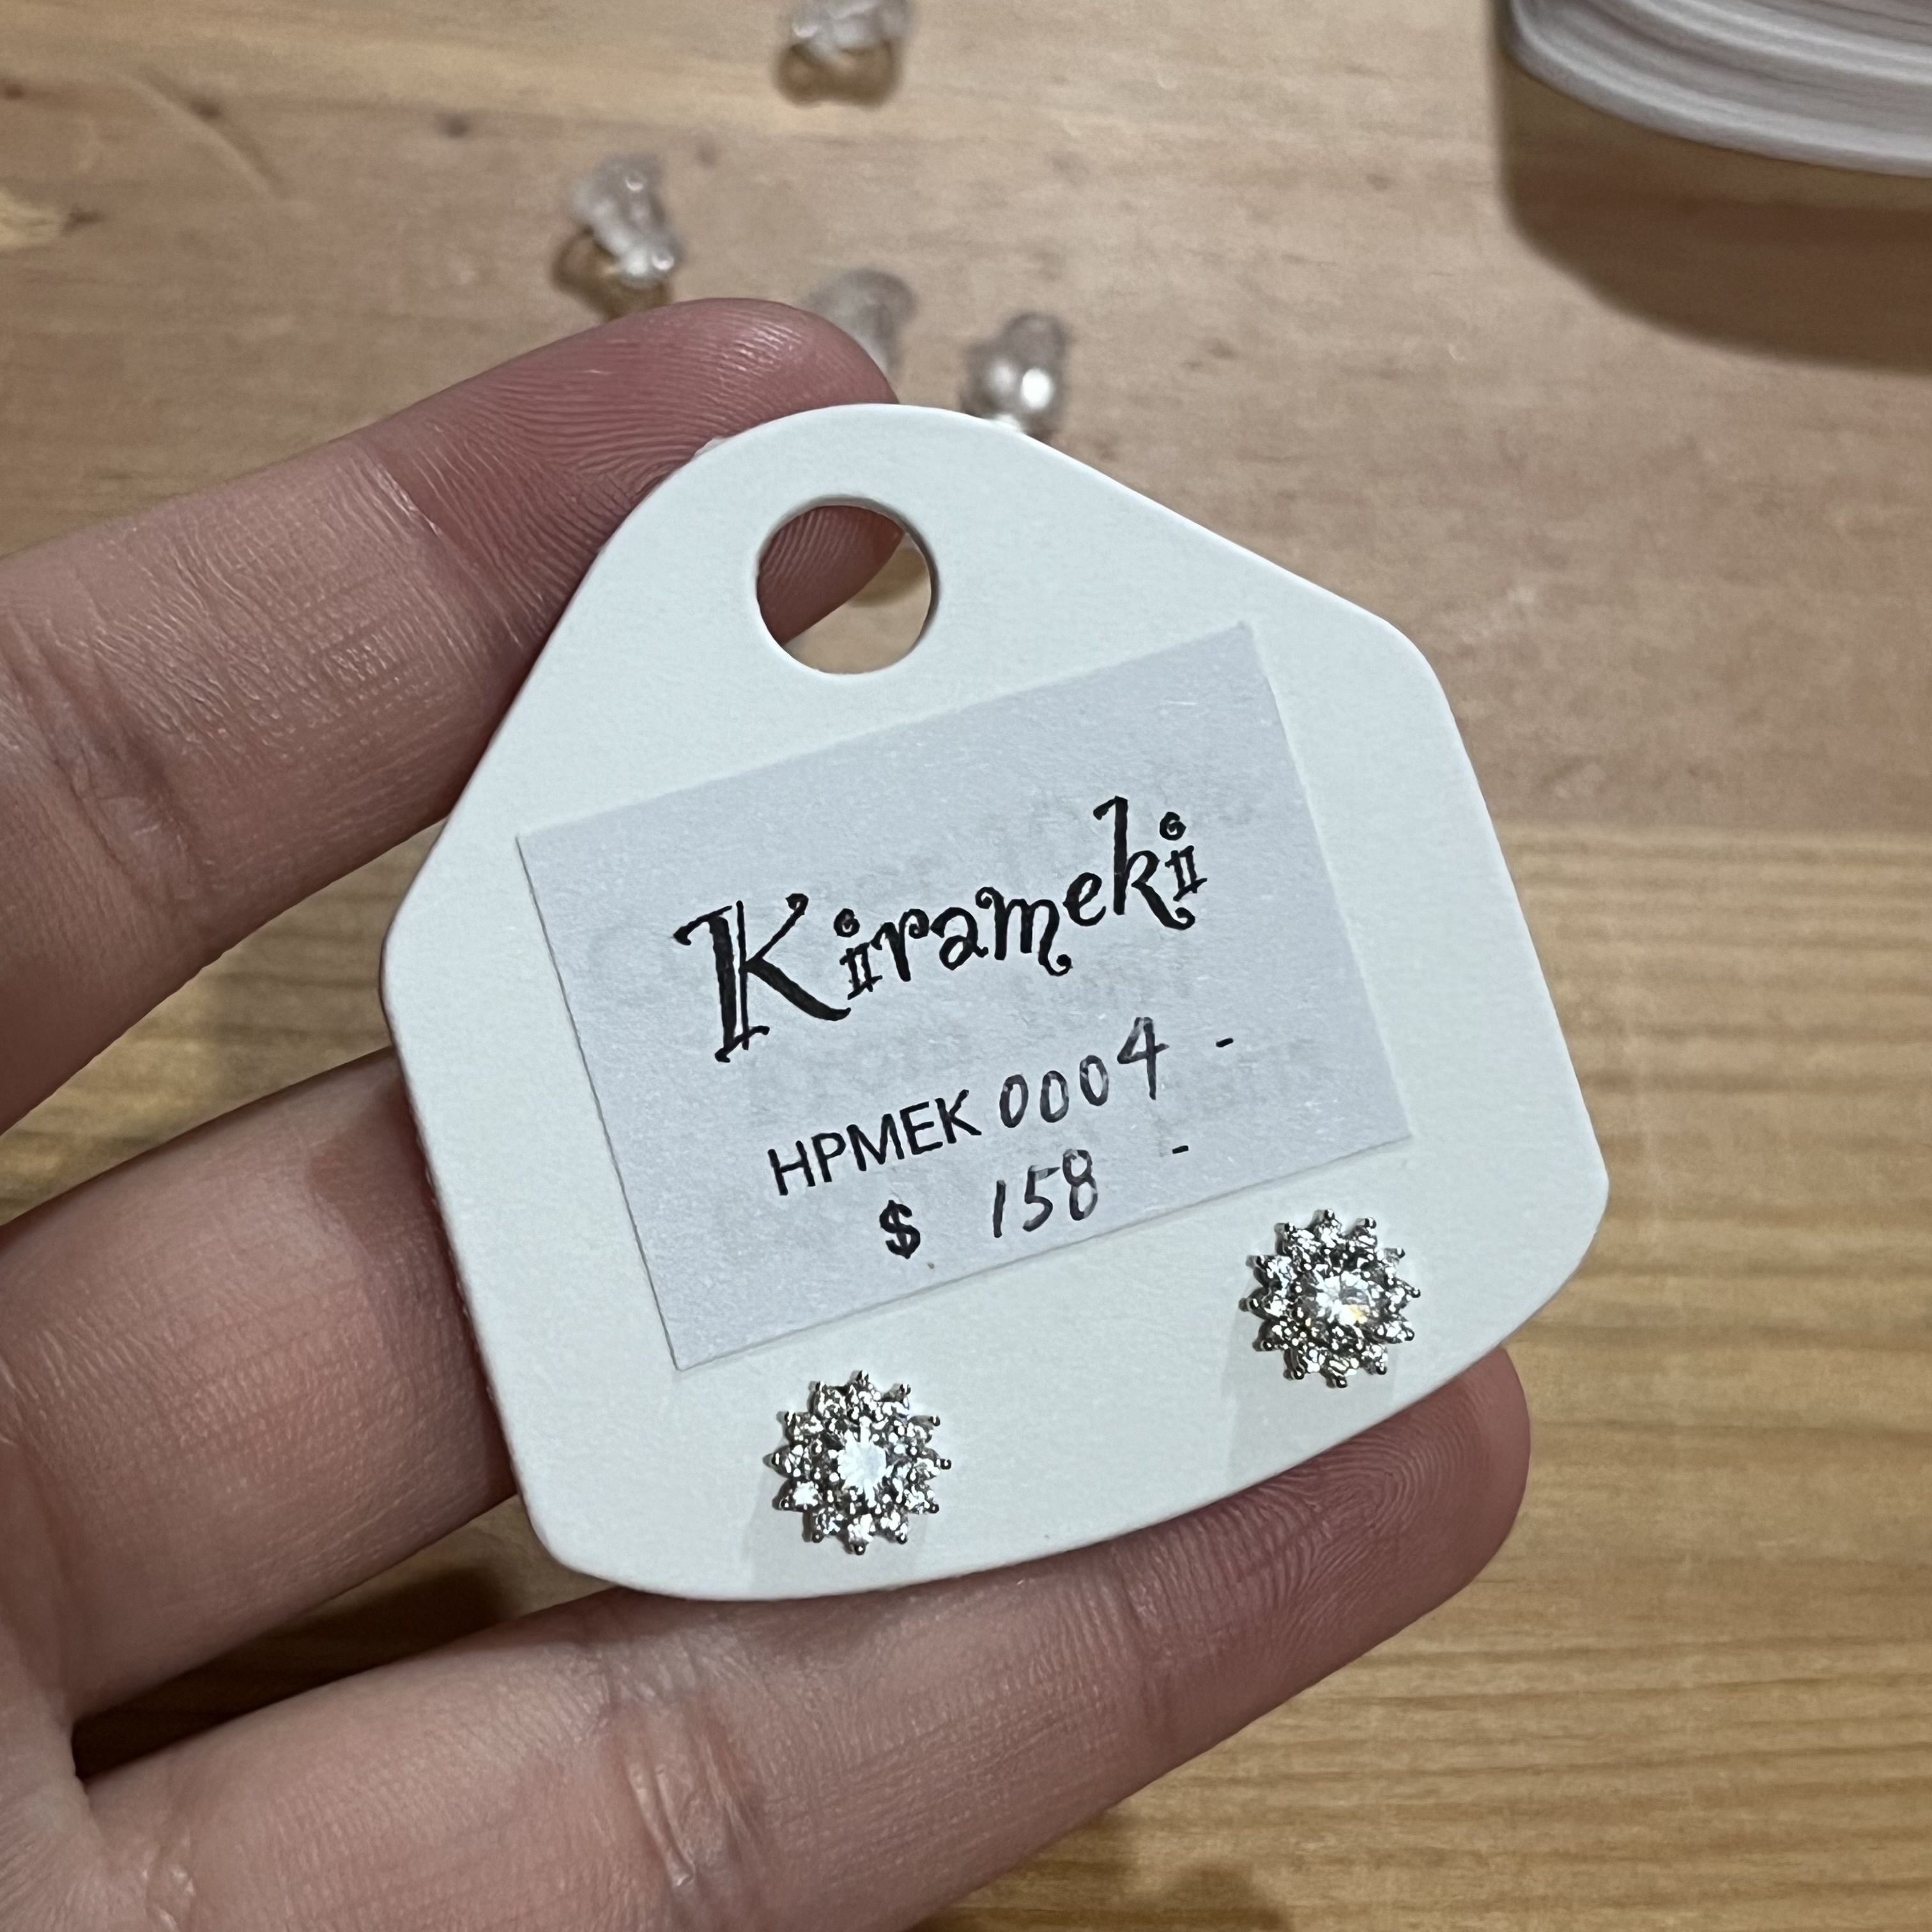 Kirameki
HPMEK 0004 -
$ 158 -